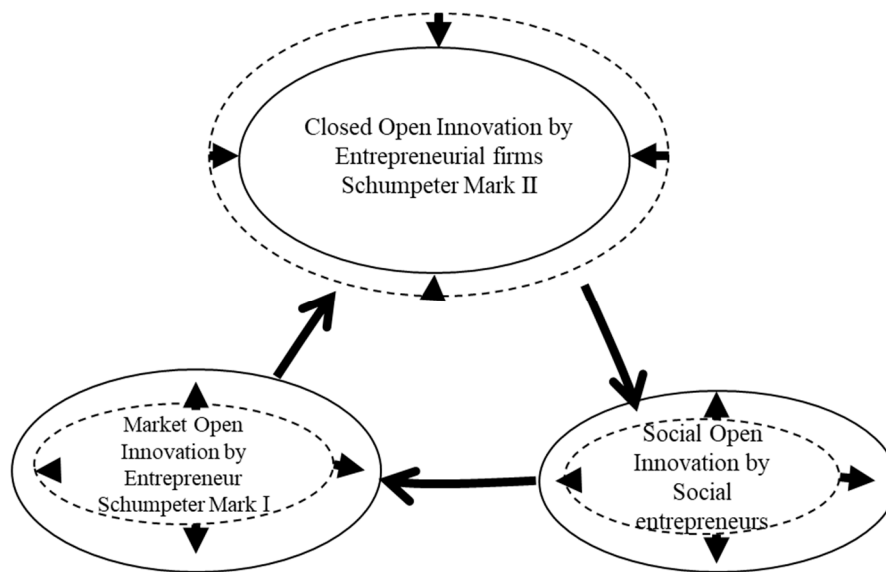 Closed Open Innovation by
Entrepreneurial firms
Schumpeter Mark Ⅱ
Market Open
Innovation by
Entrepreneur
Schumpeter Mark Ⅰ
Social Open
Innovation by
Social
entrepreneurs